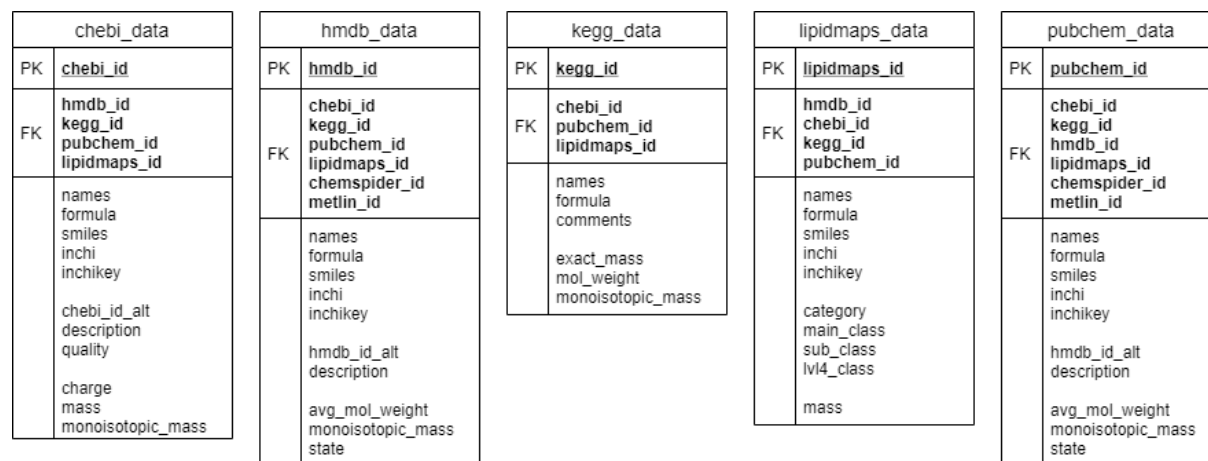 chebi_data
PK chebi_id
FK
hmdb_id
kegg_id
pubchem_id
lipidmaps_id
names
formula
smiles
inchi
inchikey
chebi_id_alt
description
quality
charge
mass
monoisotopic_mass
hmdb_data
PK hmdb_id
FK
chebi_id
kegg_id
pubchem_id
lipidmaps_id
chemspider_id
metlin_id
names
formula
smiles
inchi
inchikey
hmdb_id_alt
description
avg_mol_weight
monoisotopic_mass
state
kegg_data
PK kegg_id
FK
chebi_id
pubchem_id
lipidmaps_id
names
formula
comments
exact_mass
mol_weight
monoisotopic_mass
lipidmaps_data
PK lipidmaps_id
FK
hmdb_id
chebi_id
kegg_id
pubchem_id
names
formula
smiles
inchi
inchikey
category
main_class
sub_class
lvl4_class
mass
pubchem_data
PK pubchem_id
FK
chebi_id
kegg_id
hmdb_id
lipidmaps_id
chemspider_id
metlin_id
names
formula
smiles
inchi
inchikey
hmdb_id_alt
description
avg_mol_weight
monoisotopic_mass
state